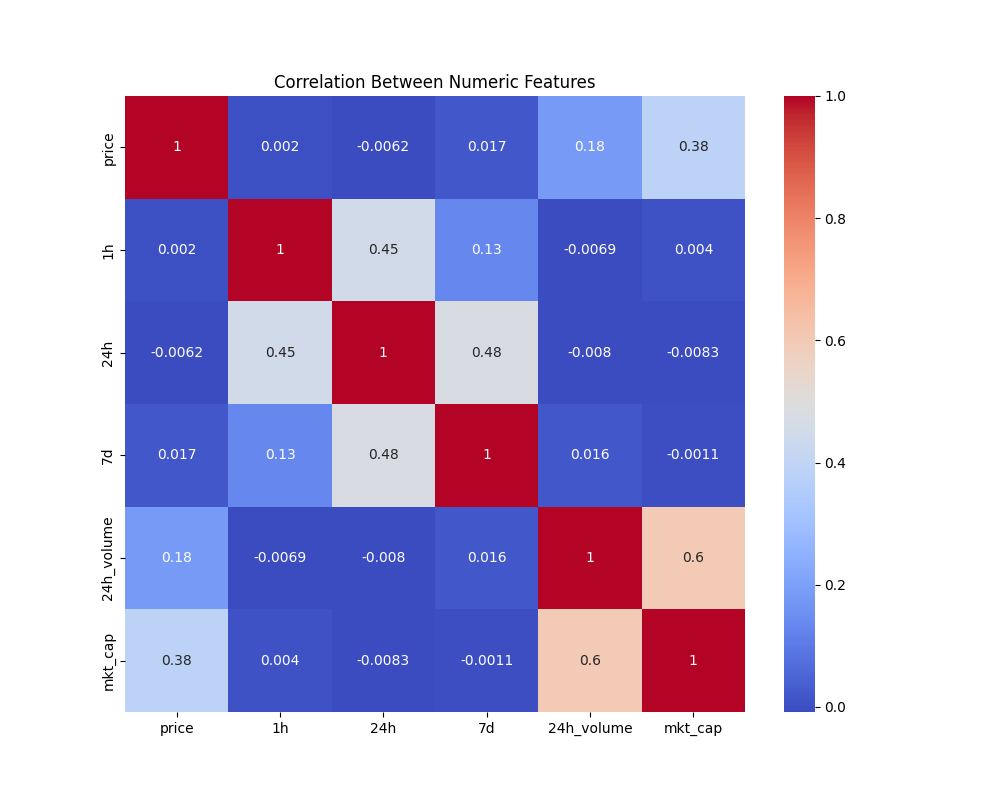 Correlation Between Numeric Features
price 1 0.002 -0.0062 0.017 0.18 0.38
1h 0.002 1 0.45 0.13 -0.0069 0.004
24h -0.0062 0.45 1 0.48 -0.008 -0.0083
7d 0.017 0.13 0.48 1 0.016 -0.0011
24h_volume 0.18 -0.0069 -0.008 0.016 1 0.6
mkt_cap 0.38 0.004 -0.0083 -0.0011 0.6 1
price 1h 24h 7d 24h_volume mkt_cap
1.0
0.8
0.6
0.4
0.2
0.0